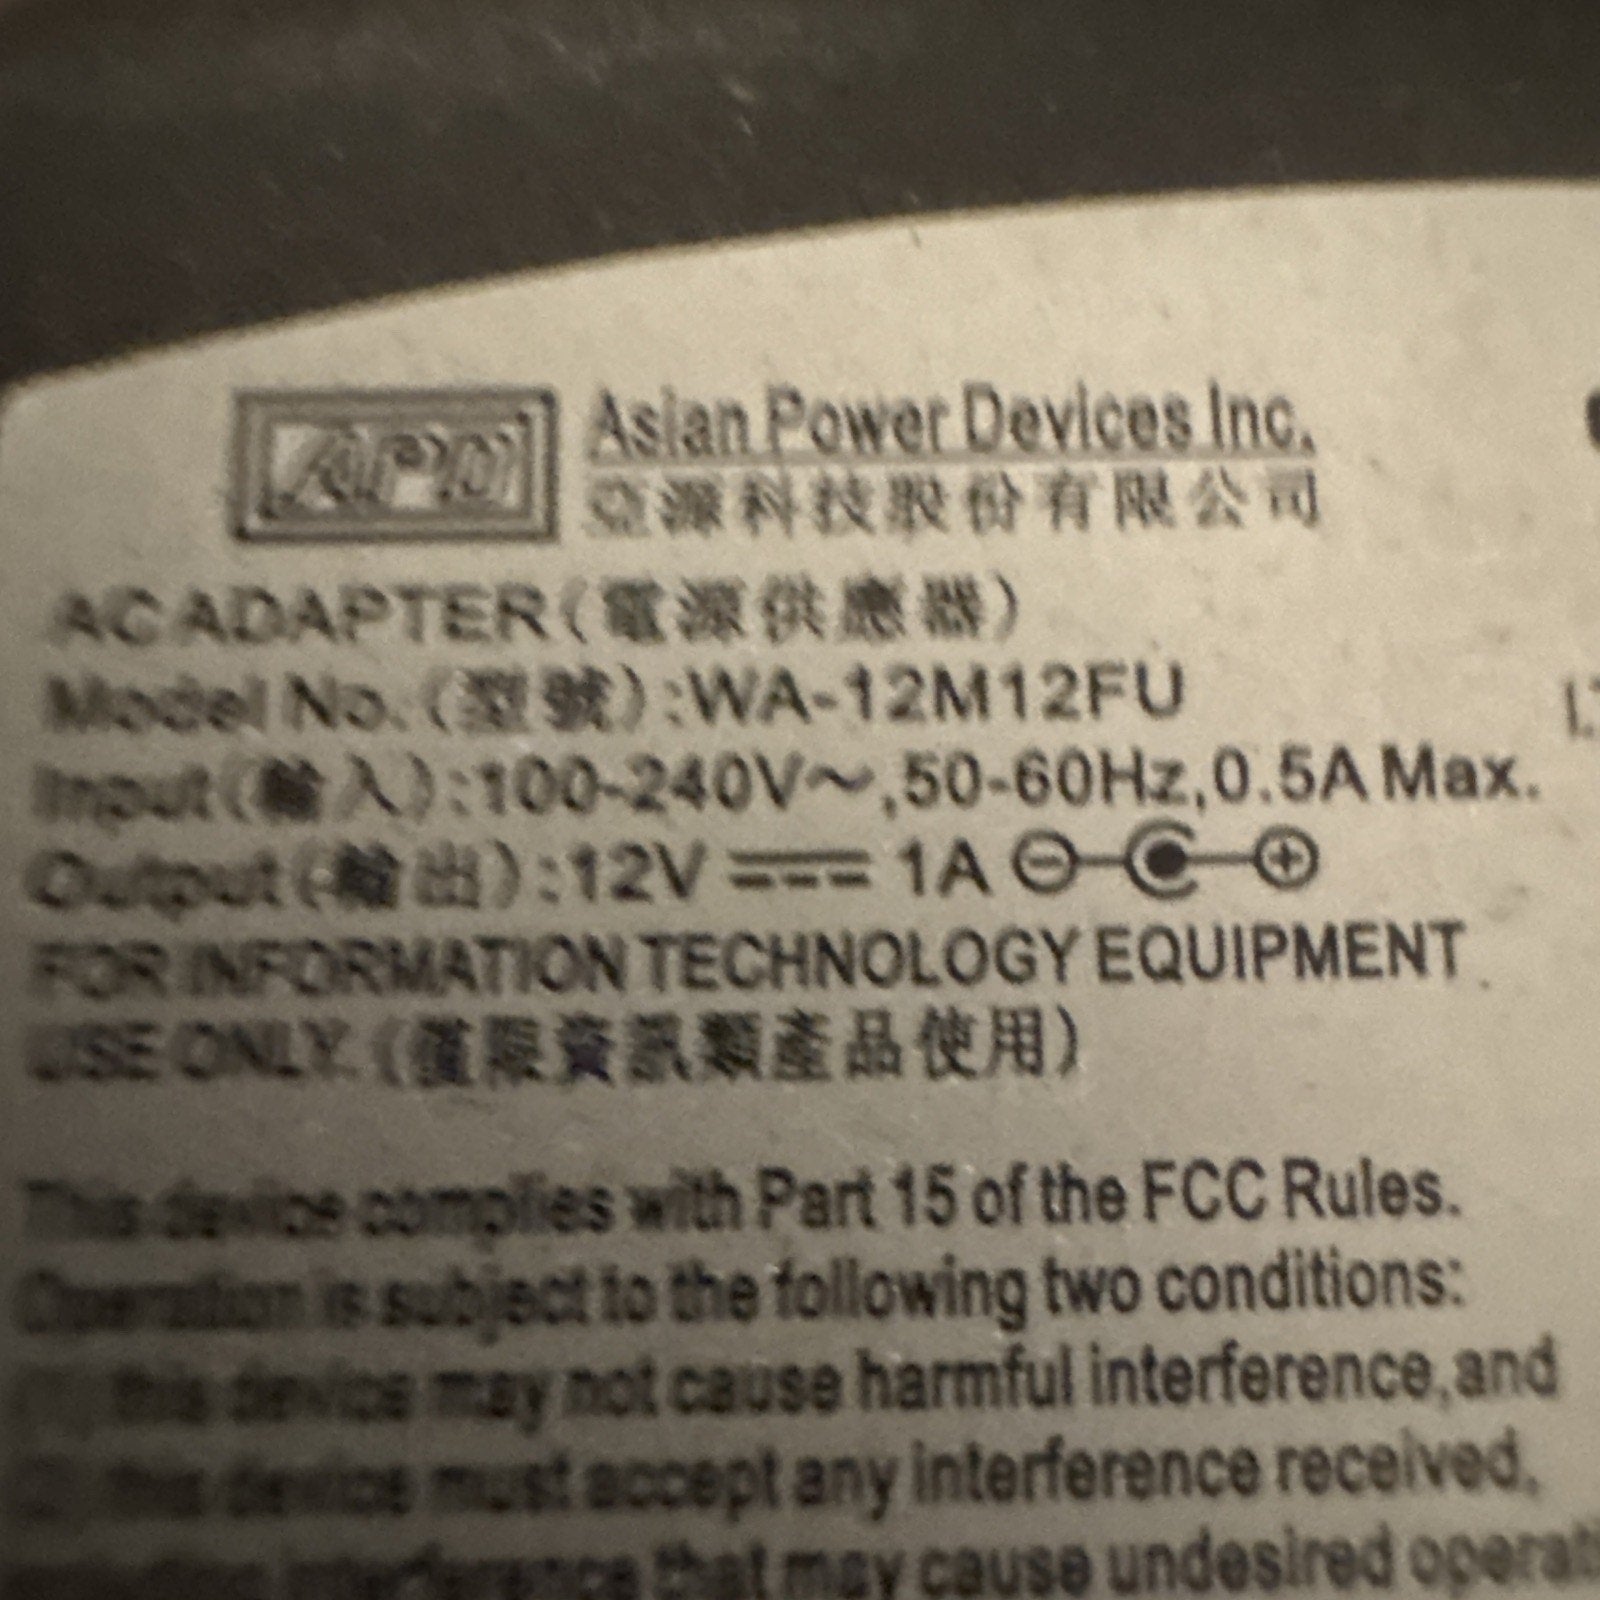 APD
Asian Power Devices Inc.
亞源科技股份有限公司
AC ADAPTER(電源供應器)
Model No.(型號):WA-12M12FU
Input(輸入):100-240V～,50-60Hz,0.5A Max.
Output(輸出):12V ⎓ 1A ⊖-⊙-⊕
FOR INFORMATION TECHNOLOGY EQUIPMENT
USE ONLY.(僅限資訊類產品使用)
This device complies with Part 15 of the FCC Rules.
Operation is subject to the following two conditions:
(1) this device may not cause harmful interference,and
(2) this device must accept any interference received,
interference that may cause undesired